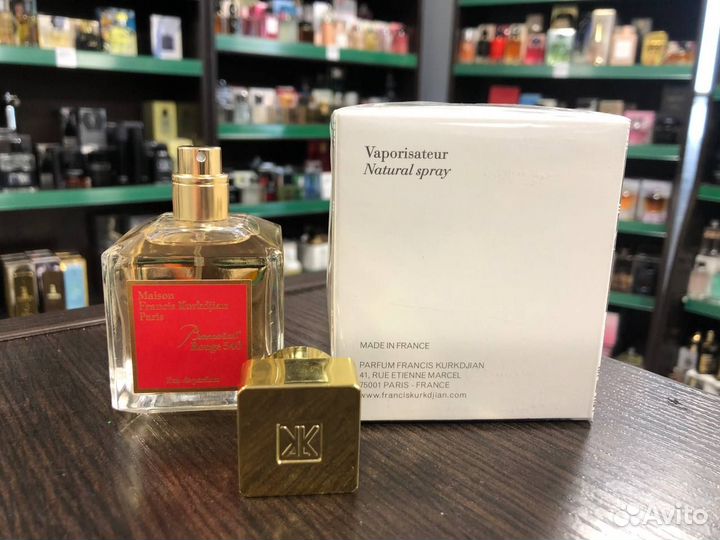 Maison
Francis Kurkdjian
Paris
Baccarat
Rouge 540
Eau de parfum
Vaporisateur
Natural spray
MADE IN FRANCE
PARFUM FRANCIS KURKDJIAN
41, RUE ETIENNE MARCEL
75001 PARIS - FRANCE
www.franciskurkdjian.com
Avito